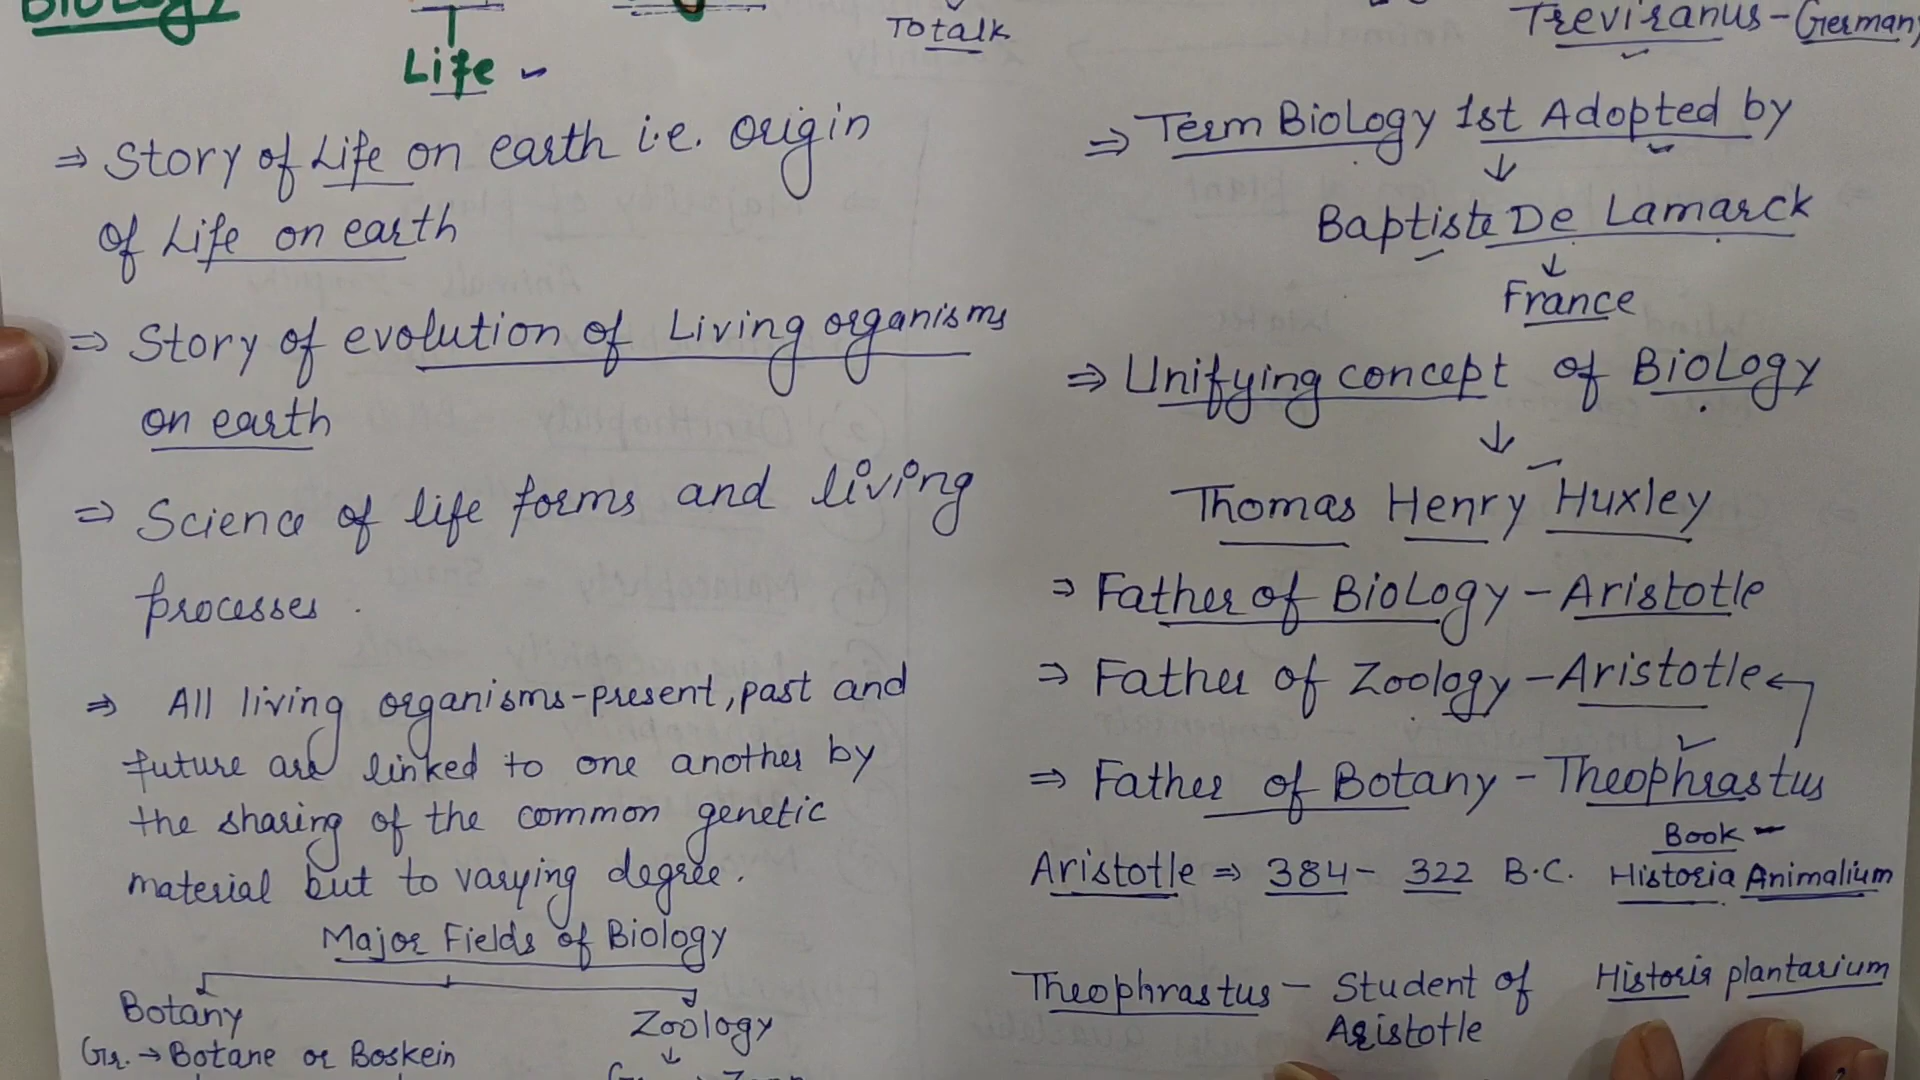 Biology
Life
To talk
⇒ Story of Life on earth i.e. origin
of Life on earth
⇒ Story of evolution of Living organisms
on earth
⇒ Science of life forms and living
processes.
⇒ All living organisms-present, past and
future are linked to one another by
the sharing of the common genetic
material but to varying degree.
Major Fields of Biology
Botany
Zoology
Gr. → Botane or Boskein
Treviranus - German
⇒ Term Biology 1st Adopted by
↓
Baptiste De Lamarck
↓
France
⇒ Unifying concept of Biology
↓
Thomas Henry Huxley
⇒ Father of Biology - Aristotle
⇒ Father of Zoology - Aristotle
⇒ Father of Botany - Theophrastus
Book -
Aristotle ⇒ 384 - 322 B.C. Historia Animalium
Theophrastus - Student of
Aristotle
Historia plantarium